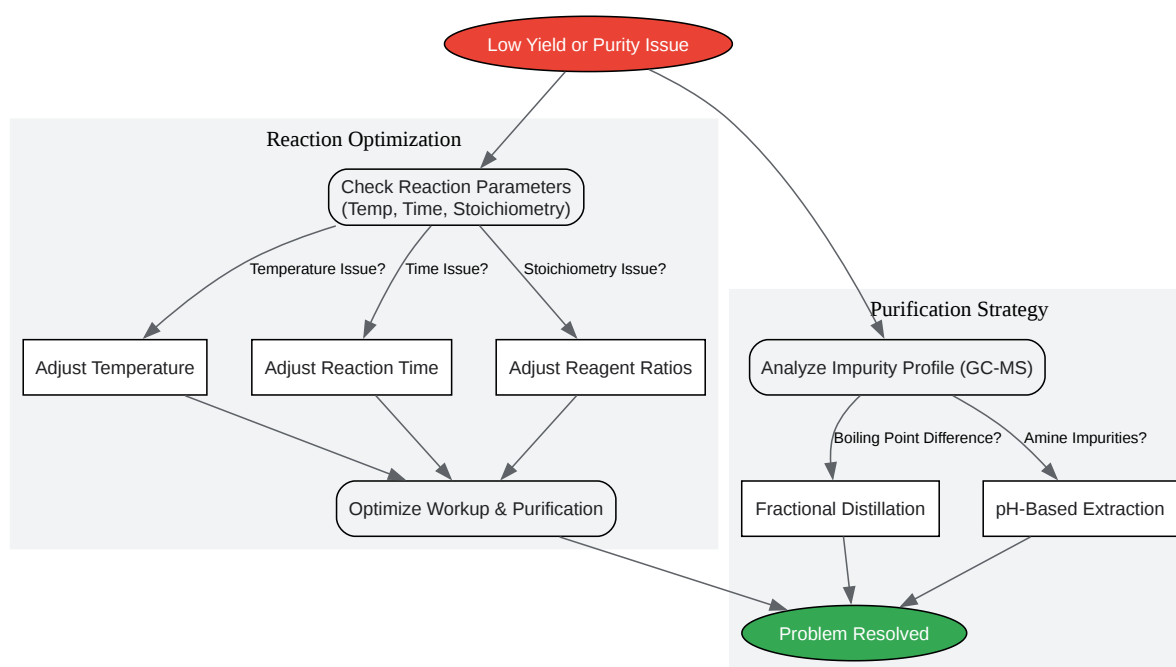 Low Yield or Purity Issue
Reaction Optimization
Check Reaction Parameters
(Temp, Time, Stoichiometry)
Temperature Issue?
Time Issue?
Stoichiometry Issue?
Adjust Temperature
Adjust Reaction Time
Adjust Reagent Ratios
Optimize Workup & Purification
Purification Strategy
Analyze Impurity Profile (GC-MS)
Boiling Point Difference?
Amine Impurities?
Fractional Distillation
pH-Based Extraction
Problem Resolved